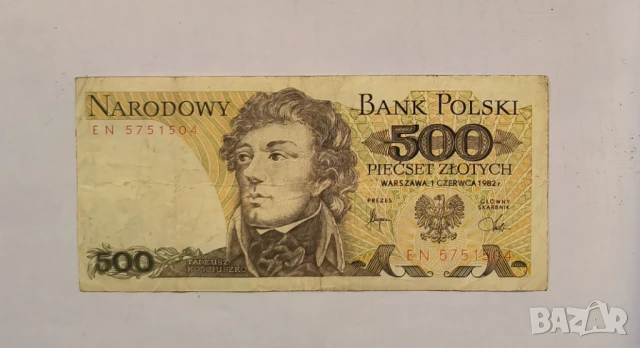 NARODOWY BANK POLSKI
EN 5751504
500
PIĘĆSET ZŁOTYCH
WARSZAWA, 1 CZERWCA 1982 r.
PREZES
GŁÓWNY
SKARBNIK
EN 5751504
500
TADEUSZ
KOŚCIUSZKO
BAZAR